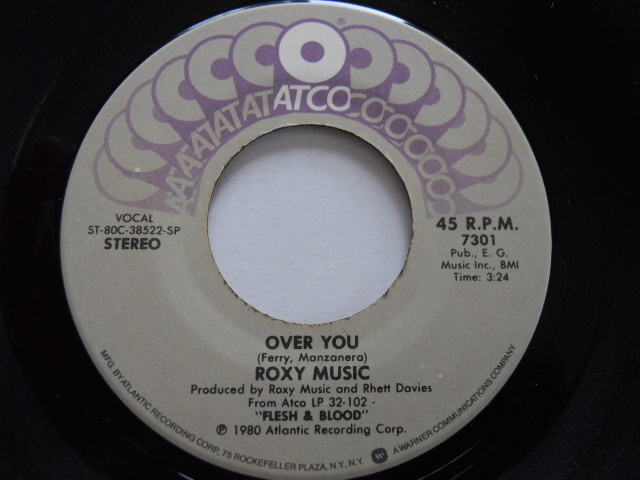 ATATATATATCOCOCOCOCO
®
VOCAL
ST-80C-38522-SP
STEREO
45 R.P.M.
7301
Pub., E. G.
Music Inc., BMI
Time: 3:24
OVER YOU
(Ferry, Manzanera)
ROXY MUSIC
Produced by Roxy Music and Rhett Davies
From Atco LP 32-102 -
"FLESH & BLOOD"
℗ 1980 Atlantic Recording Corp.
MFG. BY ATLANTIC RECORDING CORP., 75 ROCKEFELLER PLAZA, N.Y., N.Y. W A WARNER COMMUNICATIONS COMPANY